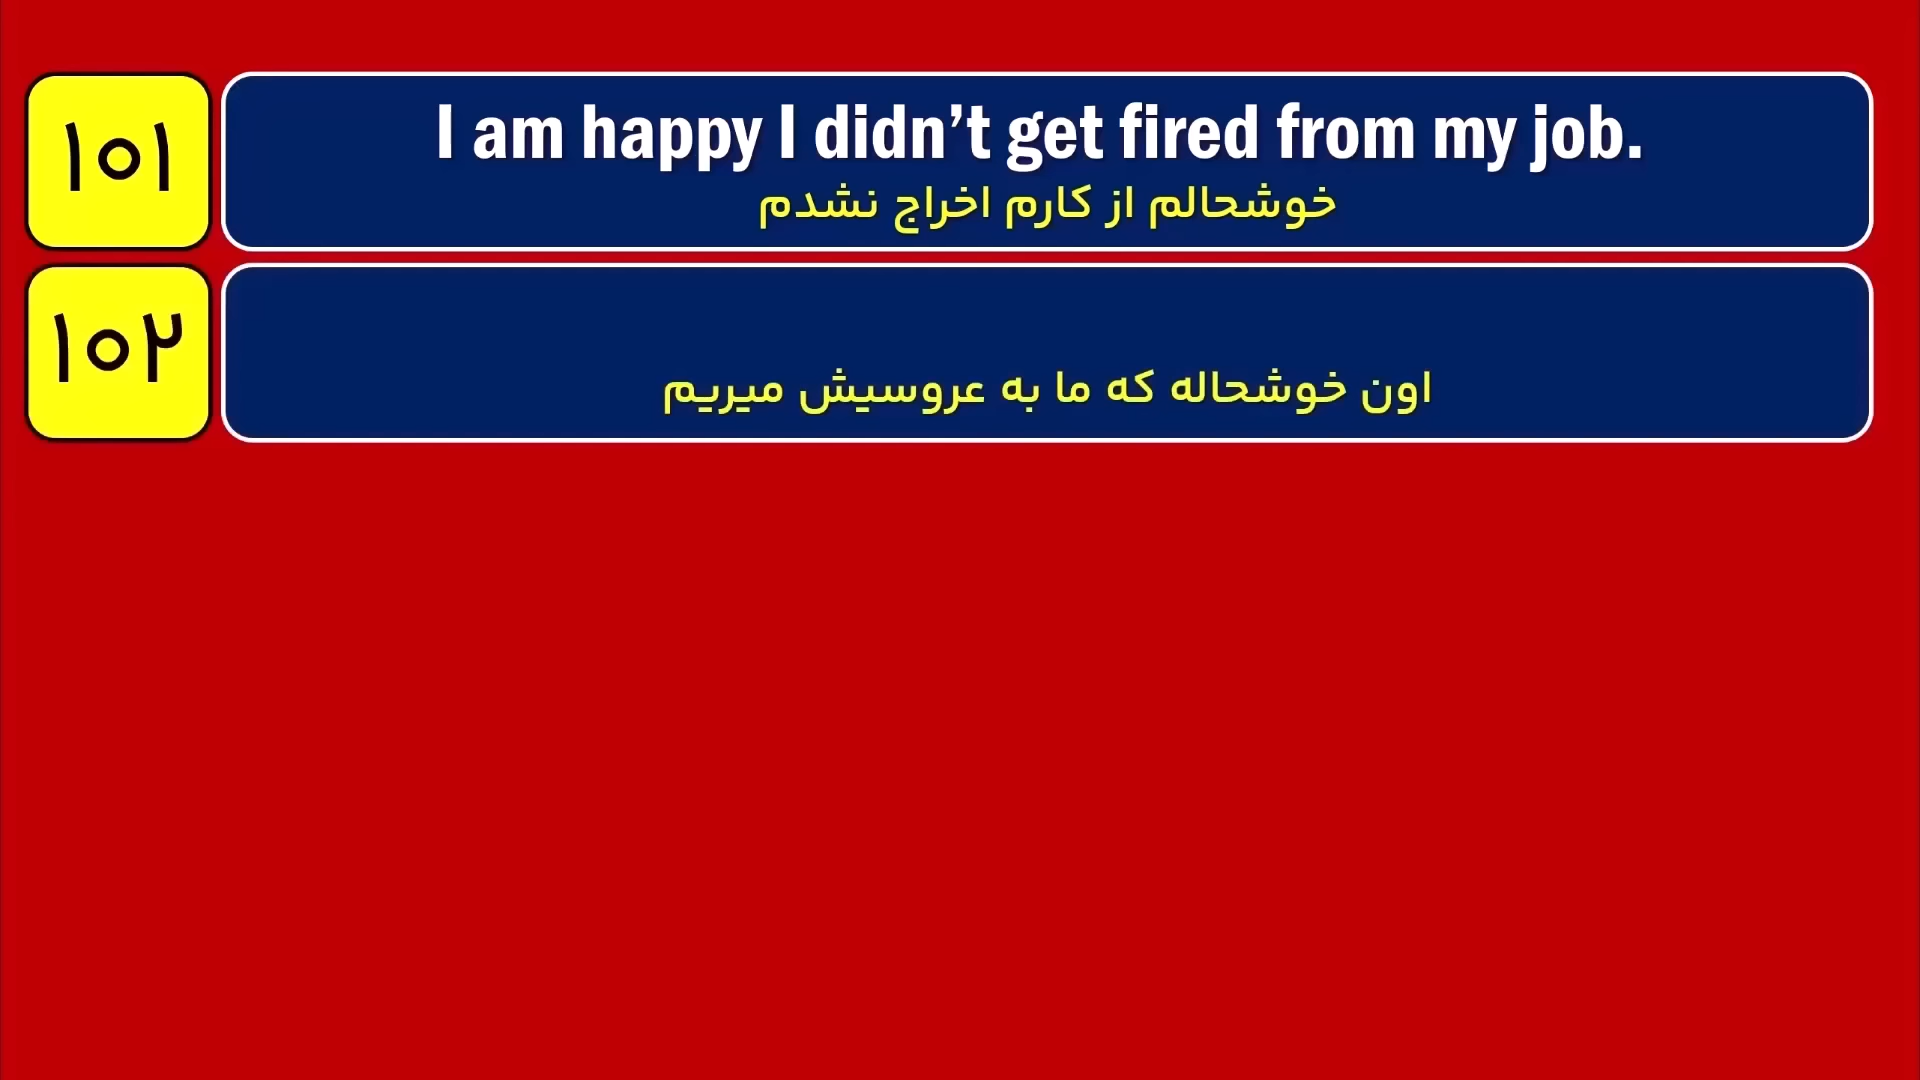 ۱۰۱
I am happy I didn’t get fired from my job.
خوشحالم از کارم اخراج نشدم
۱۰۲
اون خوشحاله که ما به عروسیش میریم